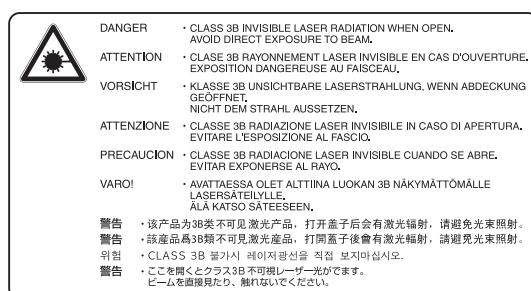 DANGER · CLASS 3B INVISIBLE LASER RADIATION WHEN OPEN.
AVOID DIRECT EXPOSURE TO BEAM.
ATTENTION · CLASE 3B RAYONNEMENT LASER INVISIBLE EN CAS D'OUVERTURE.
EXPOSITION DANGEREUSE AU FAISCEAU.
VORSICHT · KLASSE 3B UNSICHTBARE LASERSTRAHLUNG, WENN ABDECKUNG
GEÖFFNET.
NICHT DEM STRAHL AUSSETZEN.
ATTENZIONE · CLASSE 3B RADIAZIONE LASER INVISIBILE IN CASO DI APERTURA.
EVITARE L'ESPOSIZIONE AL FASCIO.
PRECAUCION · CLASSE 3B RADIACIONE LASER INVISIBLE CUANDO SE ABRE.
EVITAR EXPONERSE AL RAYO.
VARO! · AVATTAESSA OLET ALTTIINA LUOKAN 3B NÄKYMÄTTÖMÄLLE
LASERSÄTEILYLLE.
ÄLÄ KATSO SÄTEESEEN.
警告 · 该产品为3B类不可见激光产品，打开盖子后会有激光辐射，请避免光束照射。
警告 · 該産品爲3B類不可見激光産品，打開蓋子後會有激光輻射，請避免光束照射。
위험 · CLASS 3B 불가시 레이저광선을 직접 보지마십시오.
警告 · ここを開くとクラス3B不可視レーザー光がでます。
ビームを直接見たり、触れないでください。